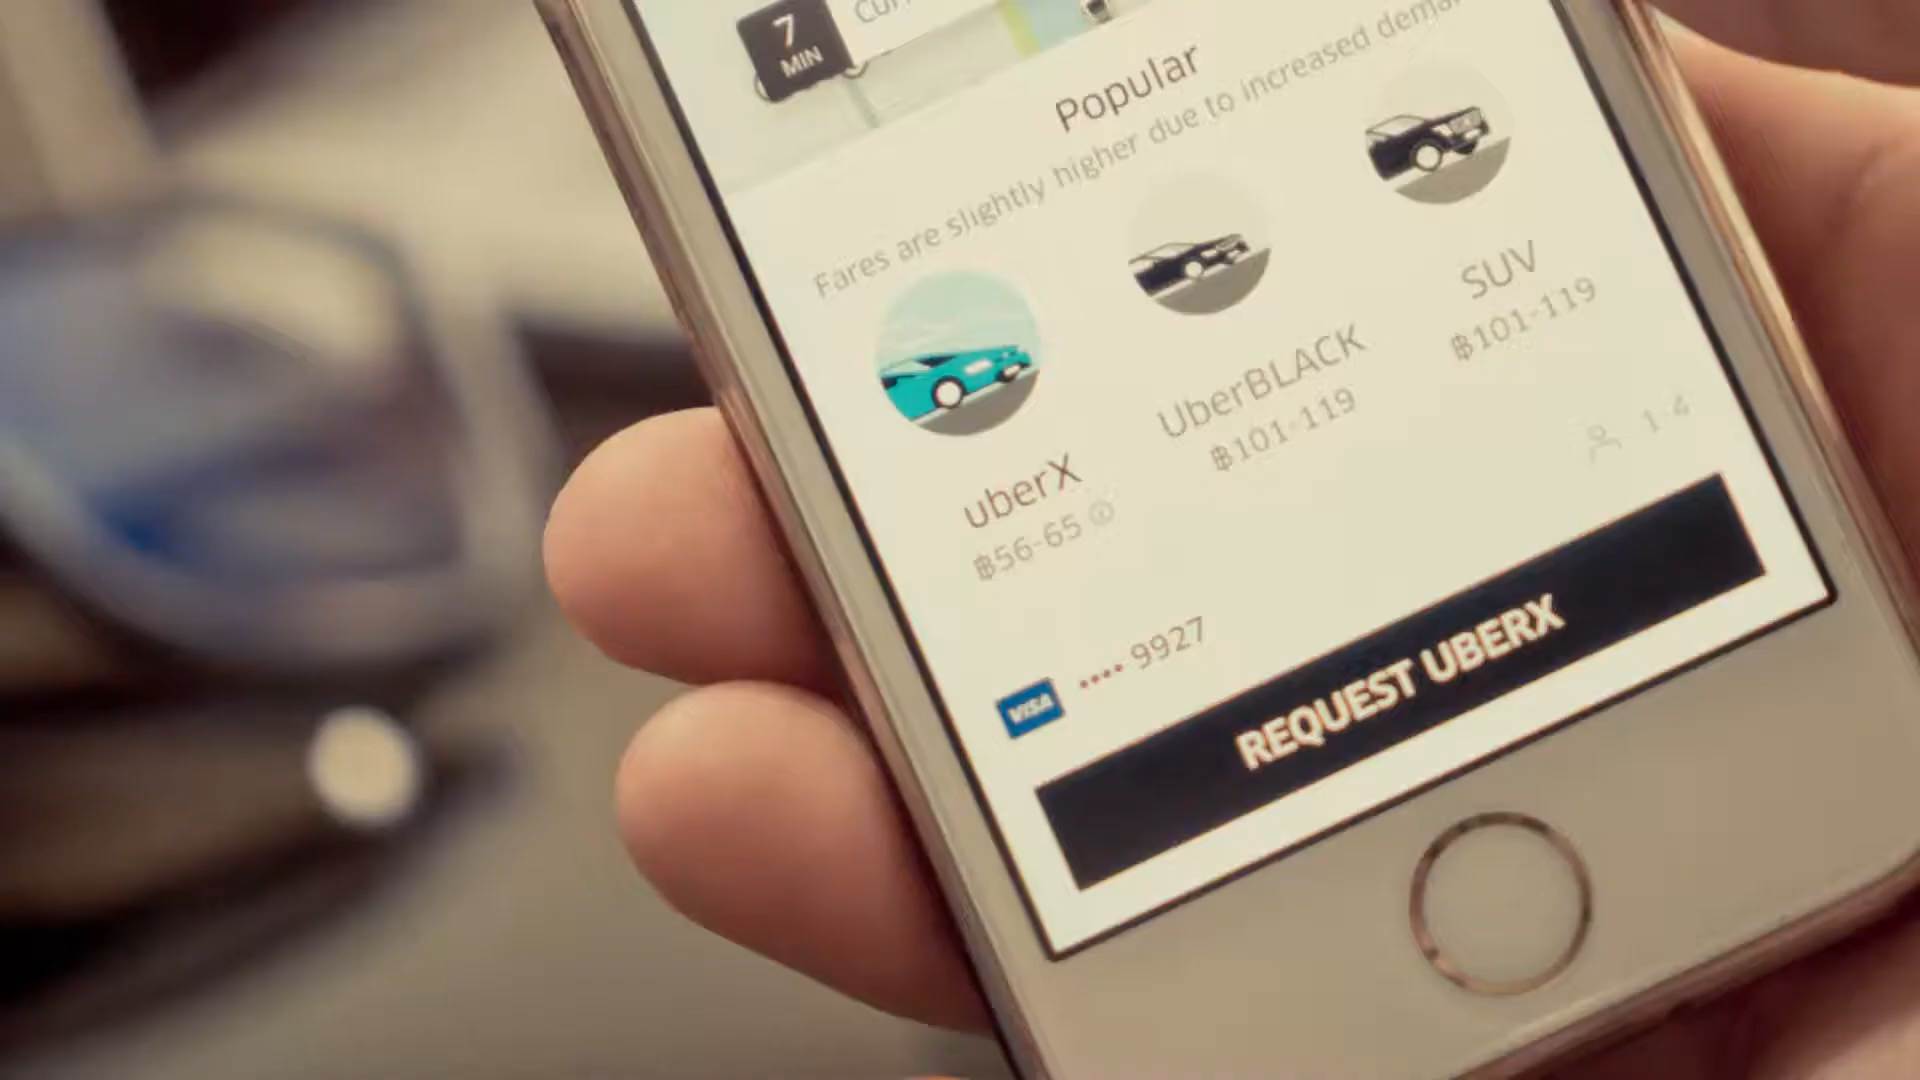 7
MIN
Popular
Fares are slightly higher due to increased
uberX
฿56-65
UberBLACK
฿101-119
SUV
฿101-119
1-4
VISA
•••• 9927
REQUEST UBERX